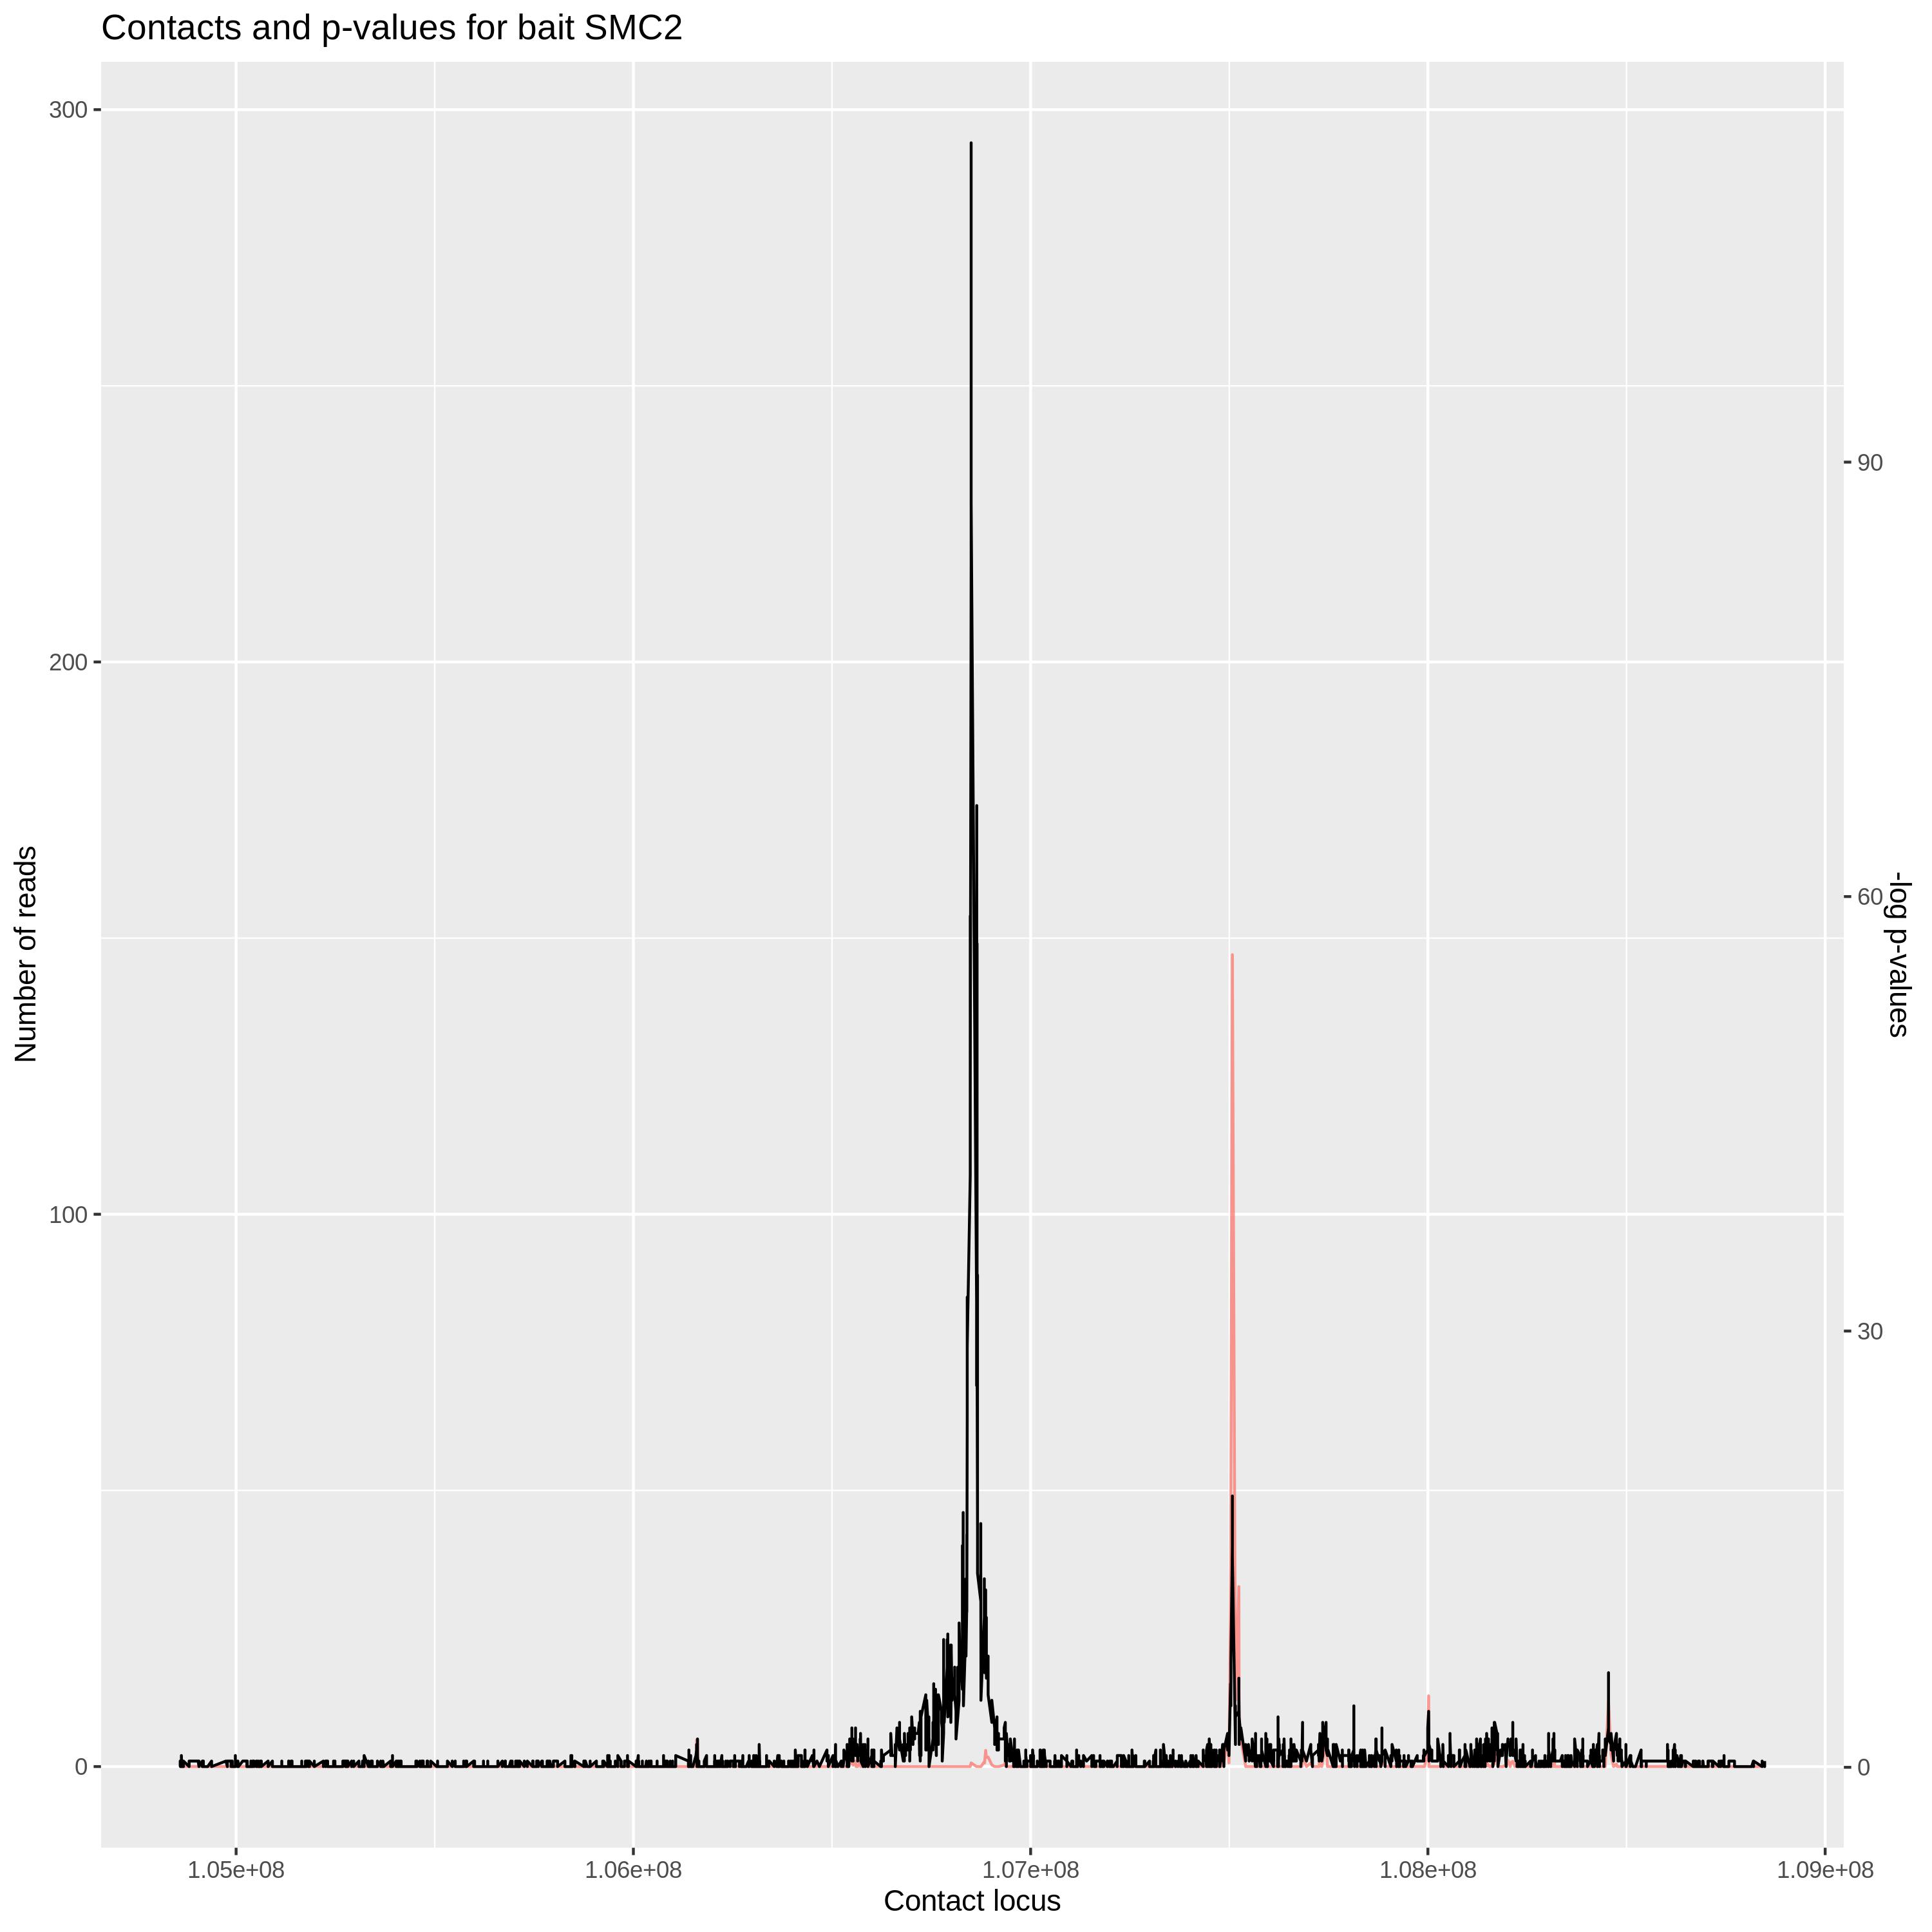 Contacts and p-values for bait SMC2
300
200
100
0
Number of reads
90
60
30
0
-log p-values
1.05e+08
1.06e+08
1.07e+08
1.08e+08
1.09e+08
Contact locus